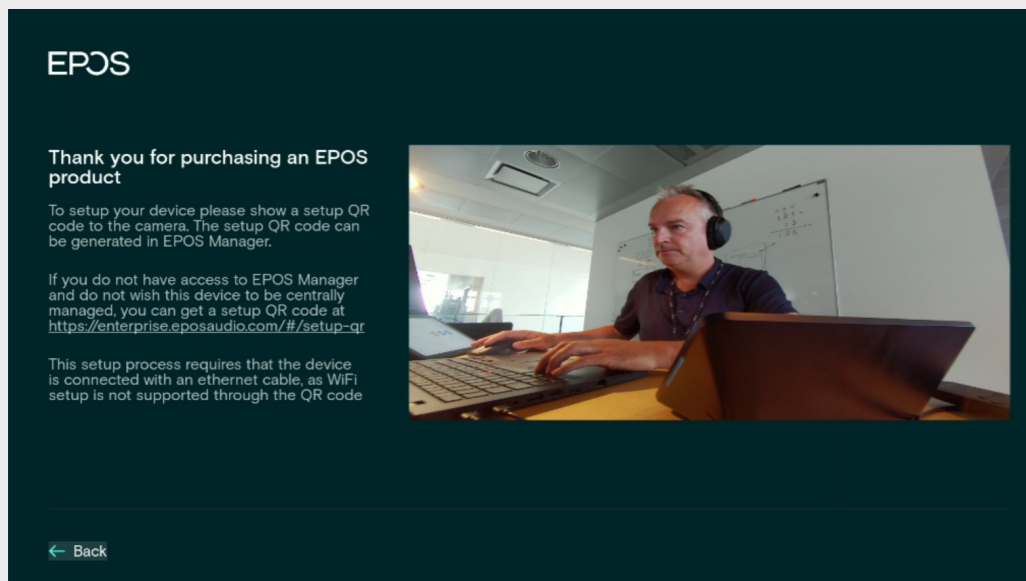 EPOS
Thank you for purchasing an EPOS
product
To setup your device please show a setup QR
code to the camera. The setup QR code can
be generated in EPOS Manager.
If you do not have access to EPOS Manager
and do not wish this device to be centrally
managed, you can get a setup QR code at
https://enterprise.eposaudio.com/#/setup-qr
This setup process requires that the device
is connected with an ethernet cable, as WiFi
setup is not supported through the QR code
← Back